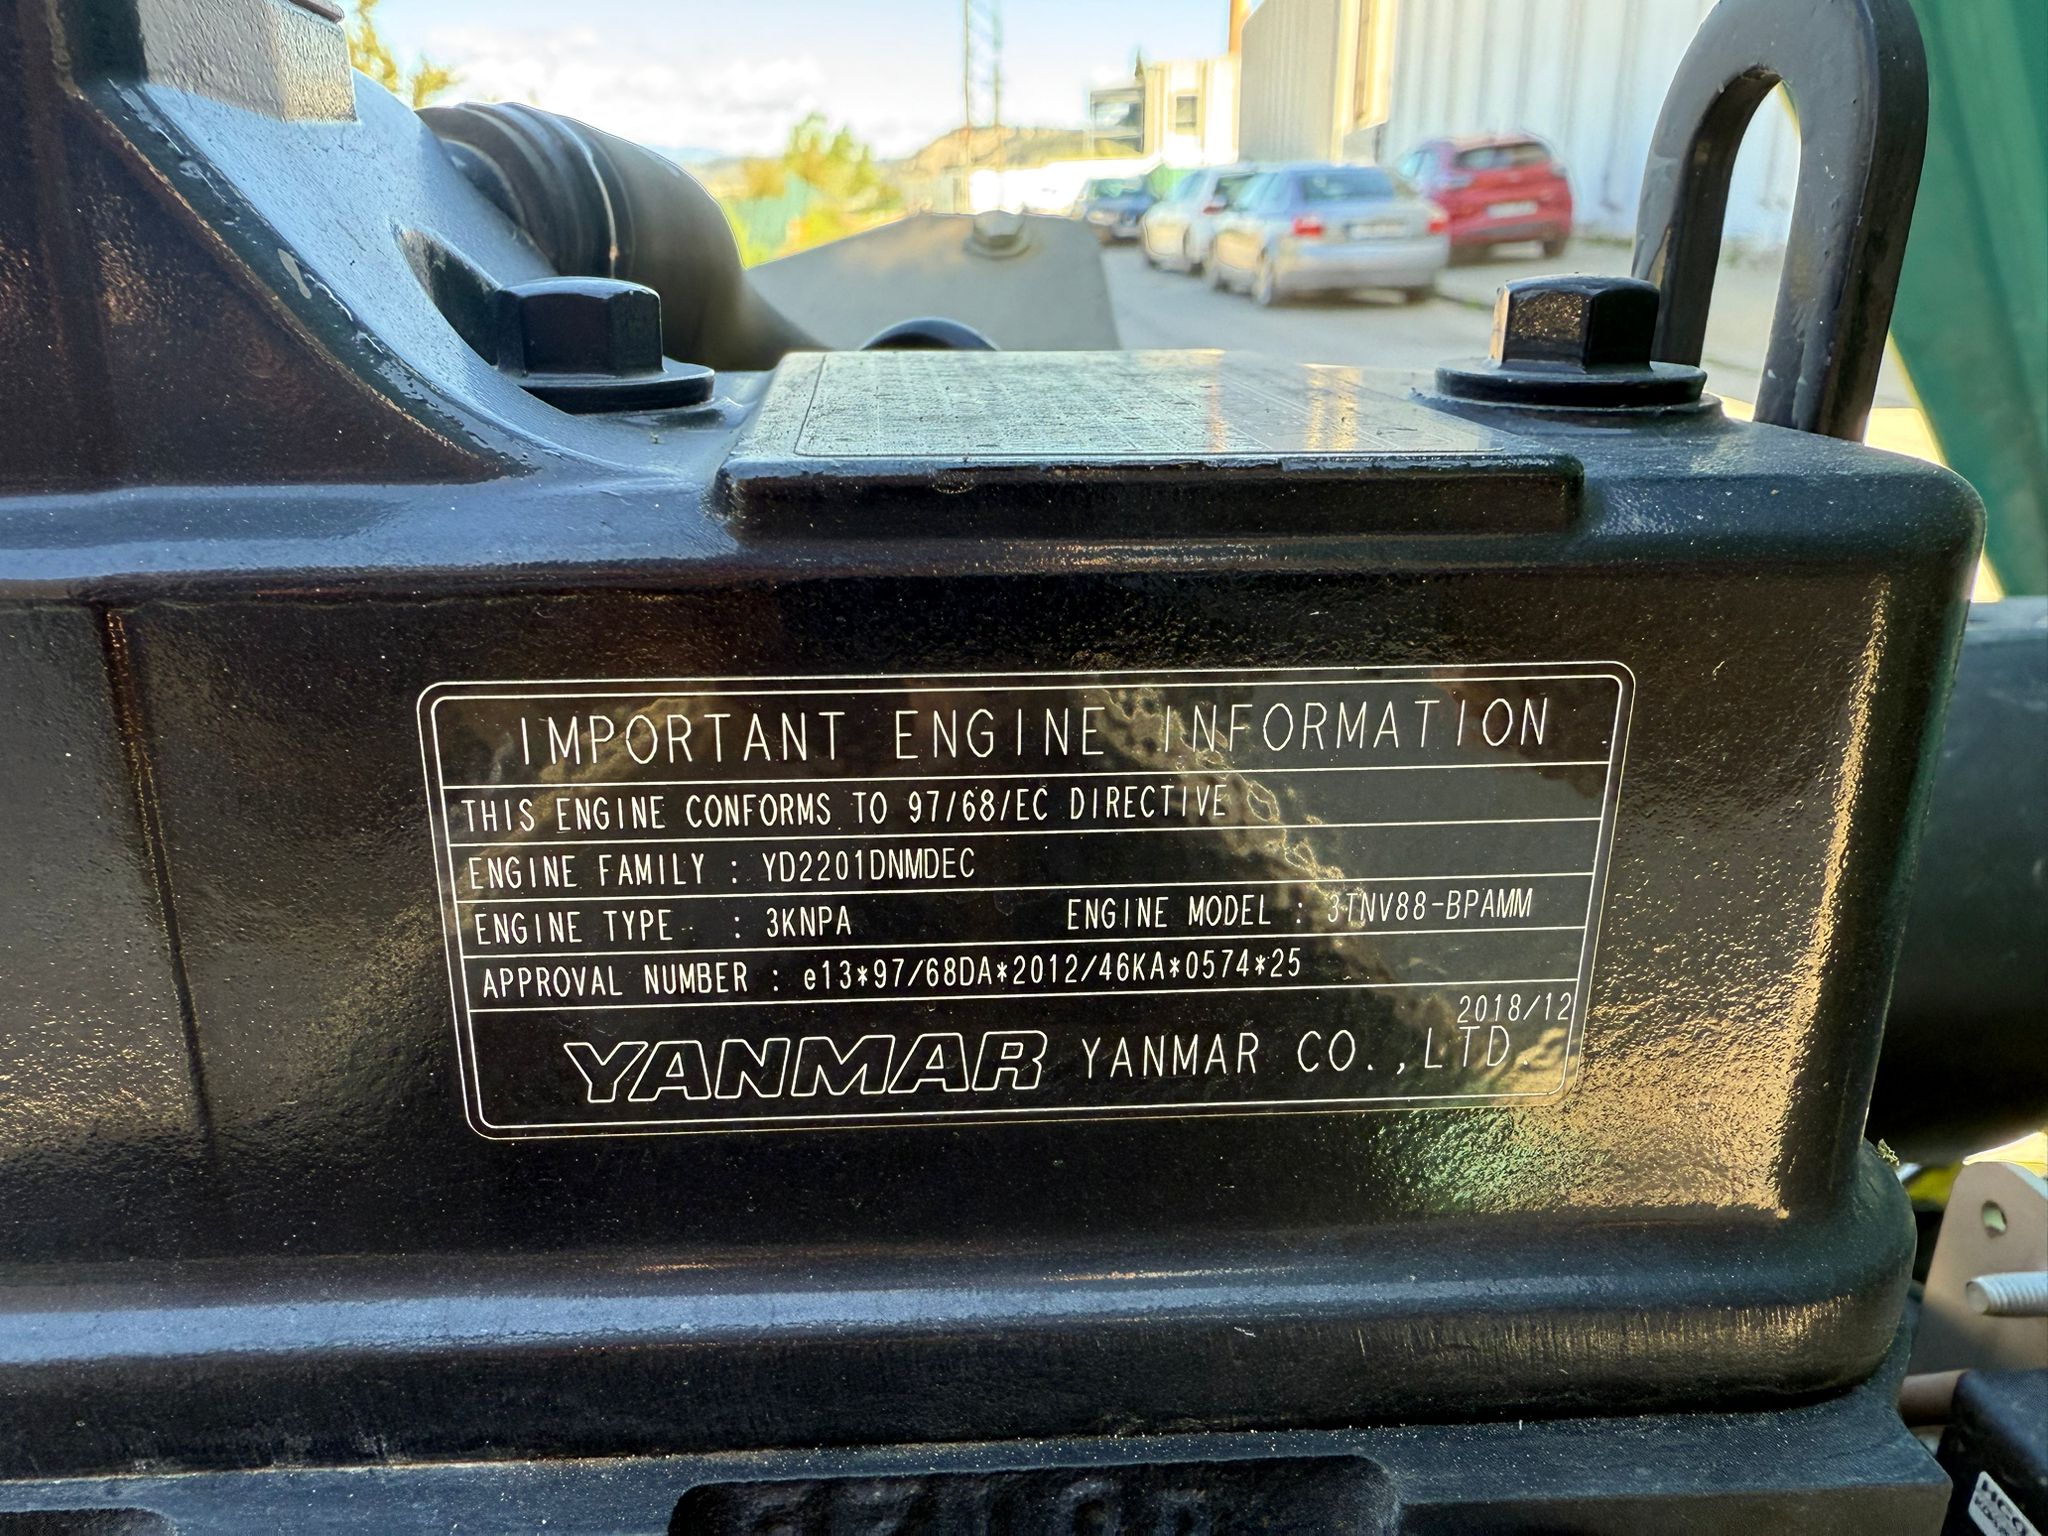 IMPORTANT ENGINE INFORMATION
THIS ENGINE CONFORMS TO 97/68/EC DIRECTIVE
ENGINE FAMILY : YD2201DNMDEC
ENGINE TYPE : 3KNPA ENGINE MODEL : 3TNV88-BPAMM
APPROVAL NUMBER : e13*97/68DA*2012/46KA*0574*25
2018/12
YANMAR YANMAR CO.,LTD.